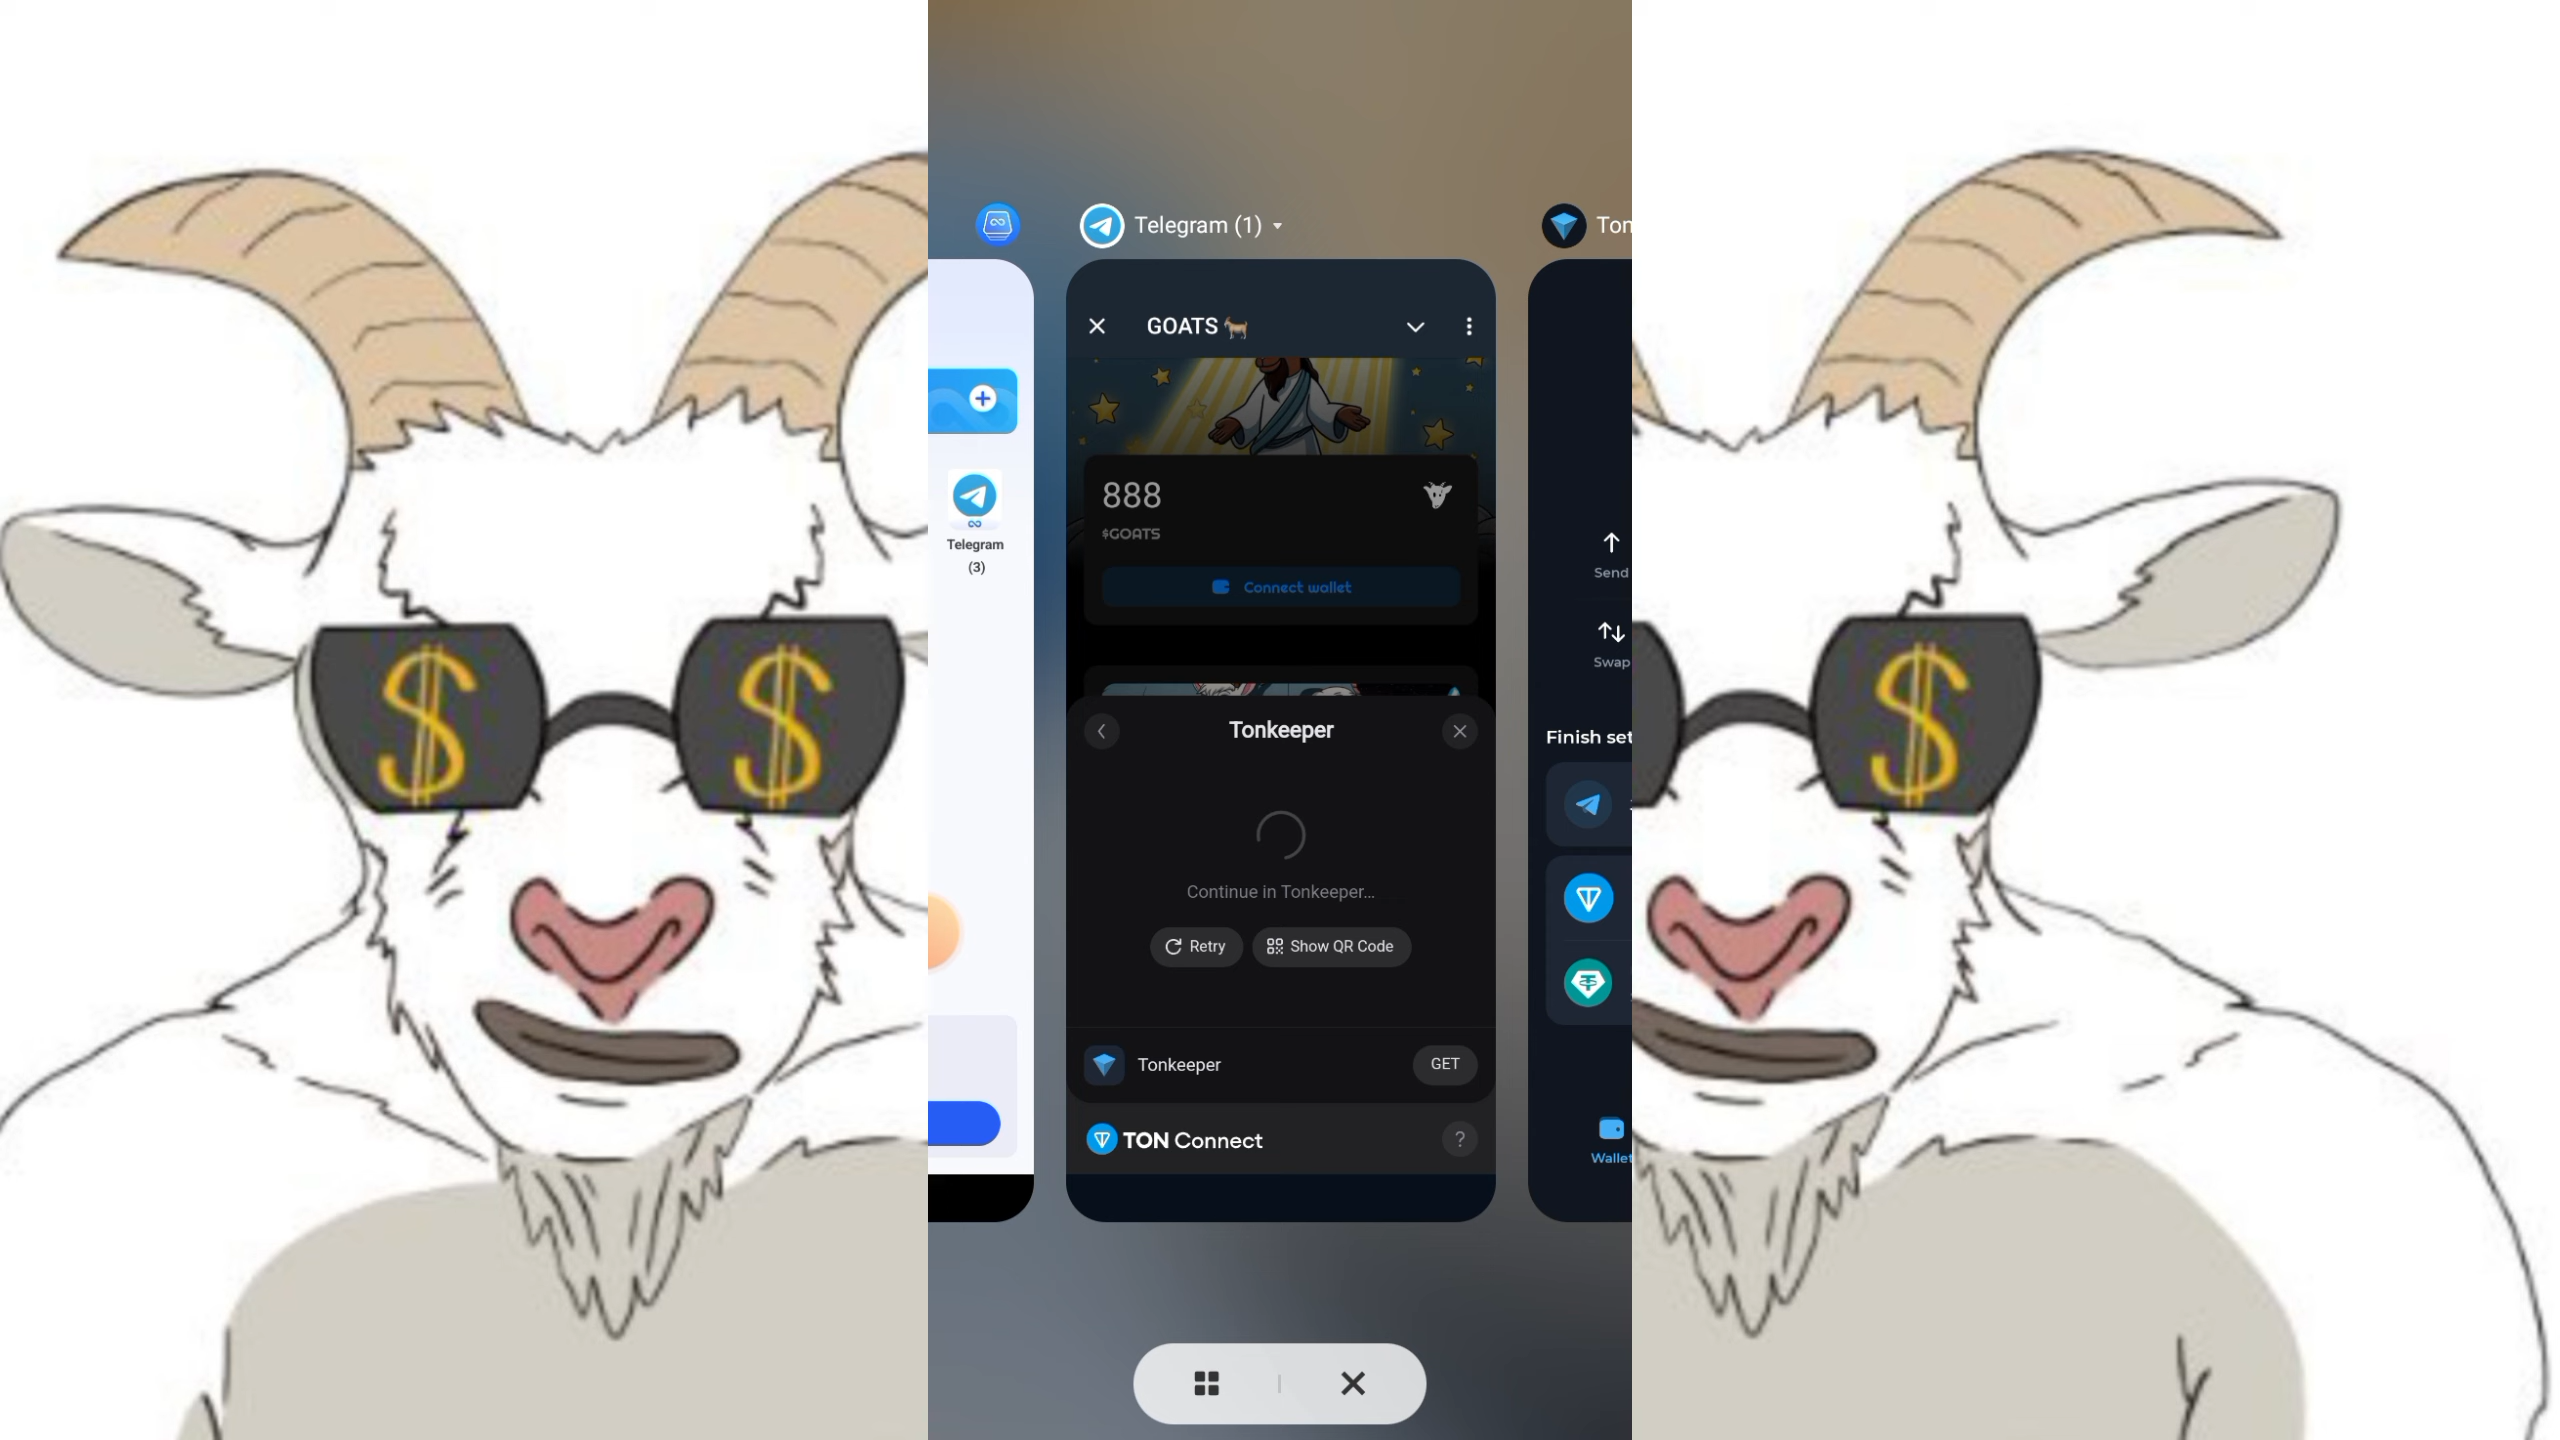 Telegram (1)
Ton
GOATS
888
$GOATS
Connect wallet
Telegram
(3)
Send
Swap
Finish set
Tonkeeper
Continue in Tonkeeper...
Retry
Show QR Code
Tonkeeper
GET
TON Connect
?
Wallet